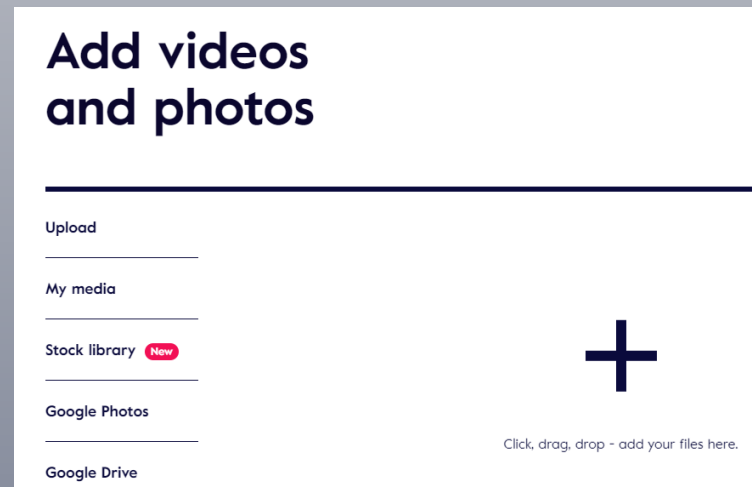 Add videos
and photos
Upload
My media
Stock library New
Google Photos
Google Drive
Click, drag, drop - add your files here.